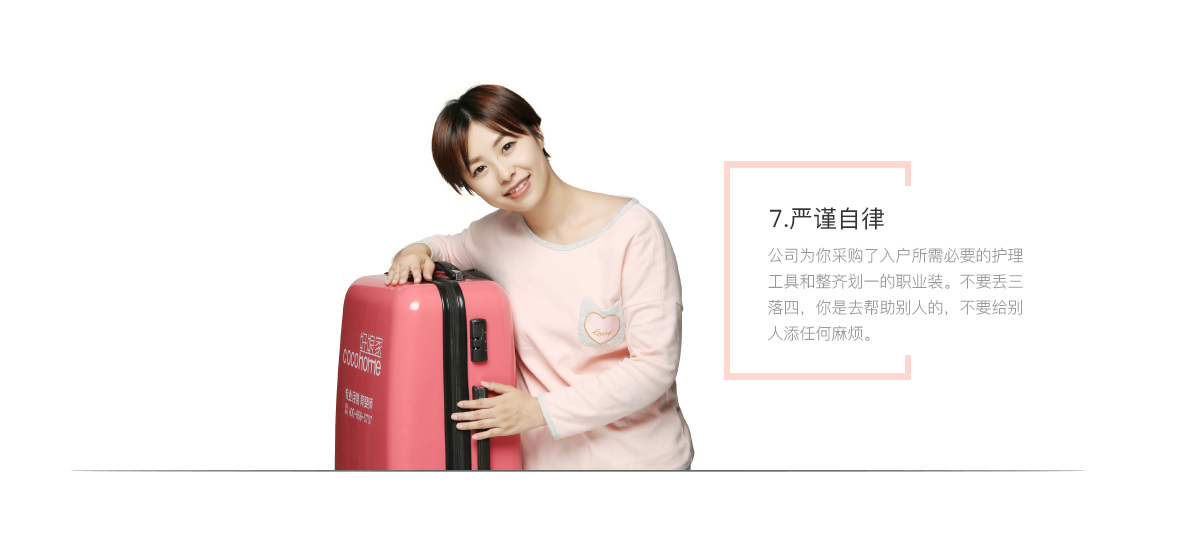 7.严谨自律
公司为你采购了入户所需必要的护理
工具和整齐划一的职业装。不要丢三
落四，你是去帮助别人的，不要给别
人添任何麻烦。
cocohome